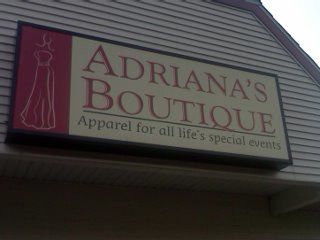 ADRIANA'S
BOUTIQUE
Apparel for all life's special events